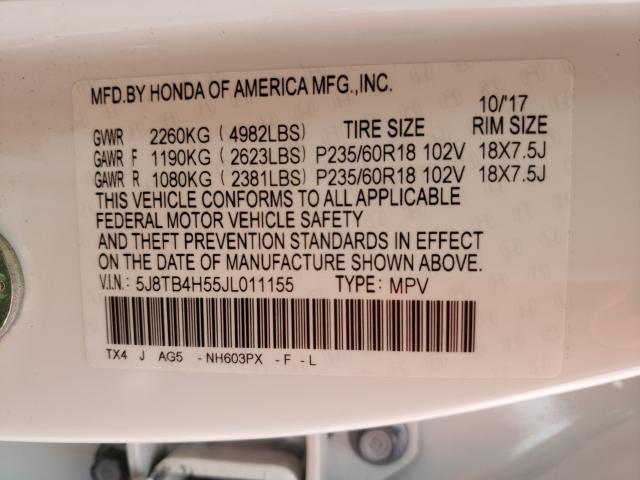 MFD.BY HONDA OF AMERICA MFG.,INC.
10/'17
GVWR 2260KG ( 4982LBS) TIRE SIZE RIM SIZE
GAWR F 1190KG ( 2623LBS) P235/60R18 102V 18X7.5J
GAWR R 1080KG ( 2381LBS) P235/60R18 102V 18X7.5J
THIS VEHICLE CONFORMS TO ALL APPLICABLE
FEDERAL MOTOR VEHICLE SAFETY
AND THEFT PREVENTION STANDARDS IN EFFECT
ON THE DATE OF MANUFACTURE SHOWN ABOVE.
V.I.N.: 5J8TB4H55JL011155 TYPE: MPV
TX4 J AG5 -NH603PX -F -L